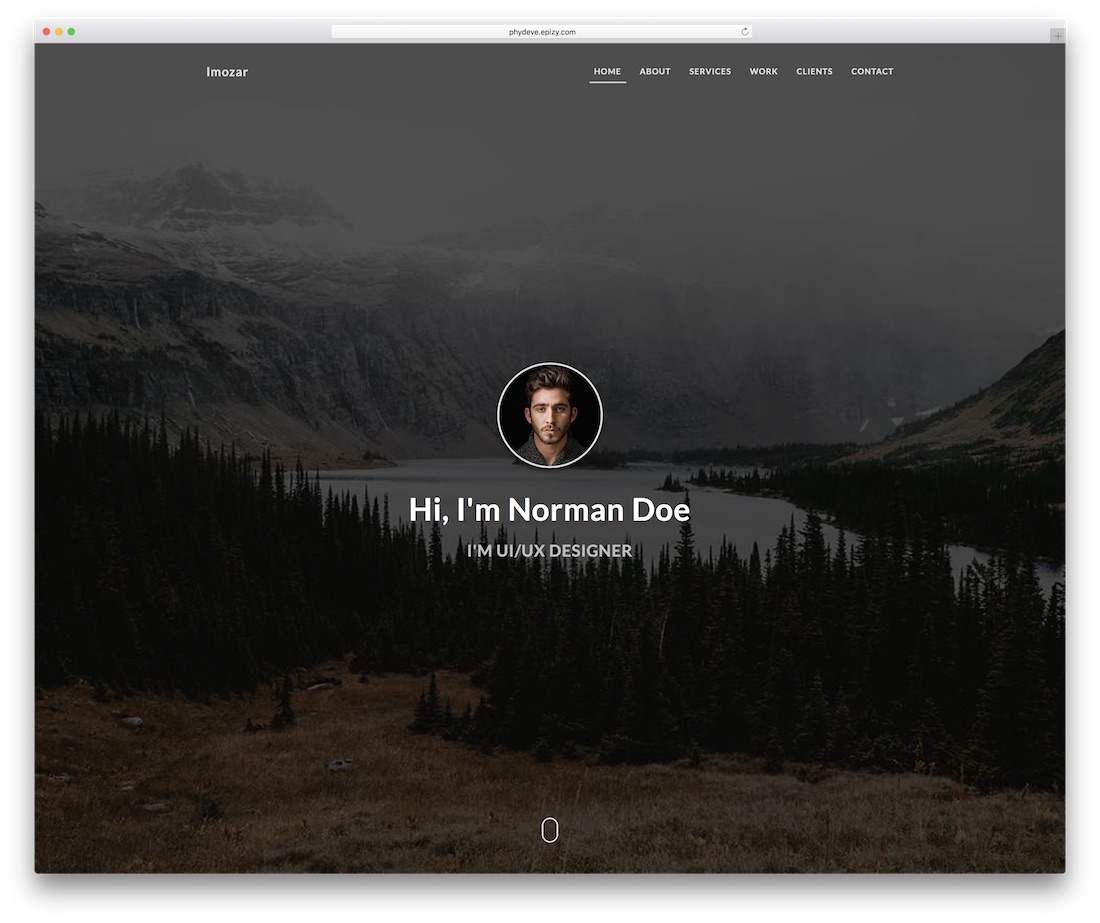 phydeve.epizy.com
Imozar
HOME ABOUT SERVICES WORK CLIENTS CONTACT
Hi, I'm Norman Doe
I'M UI/UX DESIGNER